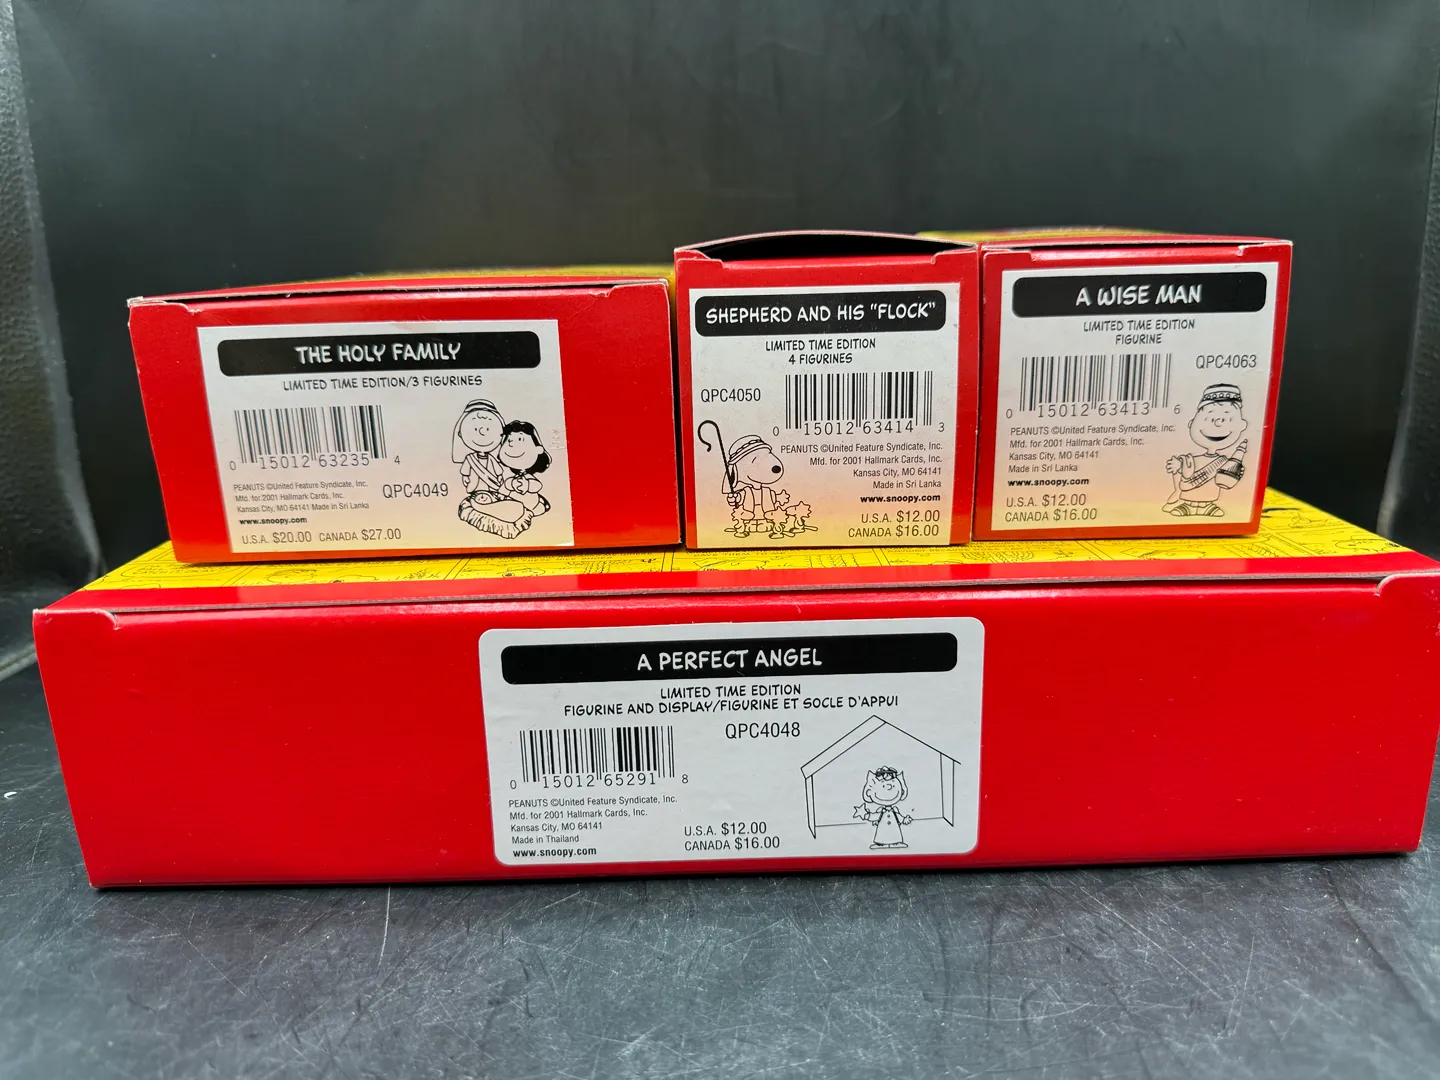 THE HOLY FAMILY
LIMITED TIME EDITION/3 FIGURINES
0 15012 63235 4
PEANUTS ©United Feature Syndicate, Inc.
Mfd. for 2001 Hallmark Cards, Inc.
Kansas City, MO 64141 Made in Sri Lanka
www.snoopy.com
QPC4049
U.S.A. $20.00 CANADA $27.00
SHEPHERD AND HIS "FLOCK"
LIMITED TIME EDITION
4 FIGURINES
QPC4050
0 15012 63414 3
PEANUTS ©United Feature Syndicate, Inc.
Mfd. for 2001 Hallmark Cards, Inc.
Kansas City, MO 64141
Made in Sri Lanka
www.snoopy.com
U.S.A. $12.00
CANADA $16.00
A WISE MAN
LIMITED TIME EDITION
FIGURINE
QPC4063
0 15012 63413 6
PEANUTS ©United Feature Syndicate, Inc.
Mfd. for 2001 Hallmark Cards, Inc.
Kansas City, MO 64141
Made in Sri Lanka
www.snoopy.com
U.S.A. $12.00
CANADA $16.00
A PERFECT ANGEL
LIMITED TIME EDITION
FIGURINE AND DISPLAY/FIGURINE ET SOCLE D'APPUI
QPC4048
0 15012 65291 8
PEANUTS ©United Feature Syndicate, Inc.
Mfd. for 2001 Hallmark Cards, Inc.
Kansas City, MO 64141
Made in Thailand
www.snoopy.com
U.S.A. $12.00
CANADA $16.00